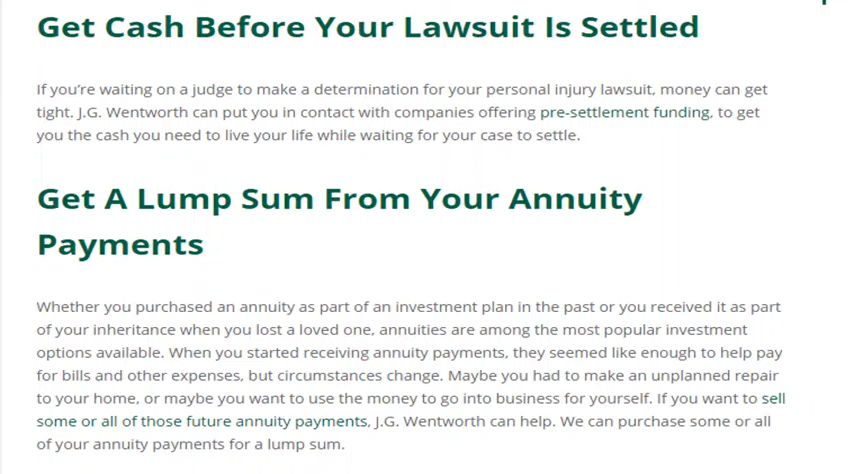 Get Cash Before Your Lawsuit Is Settled
If you're waiting on a judge to make a determination for your personal injury lawsuit, money can get
tight. J.G. Wentworth can put you in contact with companies offering pre-settlement funding, to get
you the cash you need to live your life while waiting for your case to settle.
Get A Lump Sum From Your Annuity
Payments
Whether you purchased an annuity as part of an investment plan in the past or you received it as part
of your inheritance when you lost a loved one, annuities are among the most popular investment
options available. When you started receiving annuity payments, they seemed like enough to help pay
for bills and other expenses, but circumstances change. Maybe you had to make an unplanned repair
to your home, or maybe you want to use the money to go into business for yourself. If you want to sell
some or all of those future annuity payments, J.G. Wentworth can help. We can purchase some or all
of your annuity payments for a lump sum.